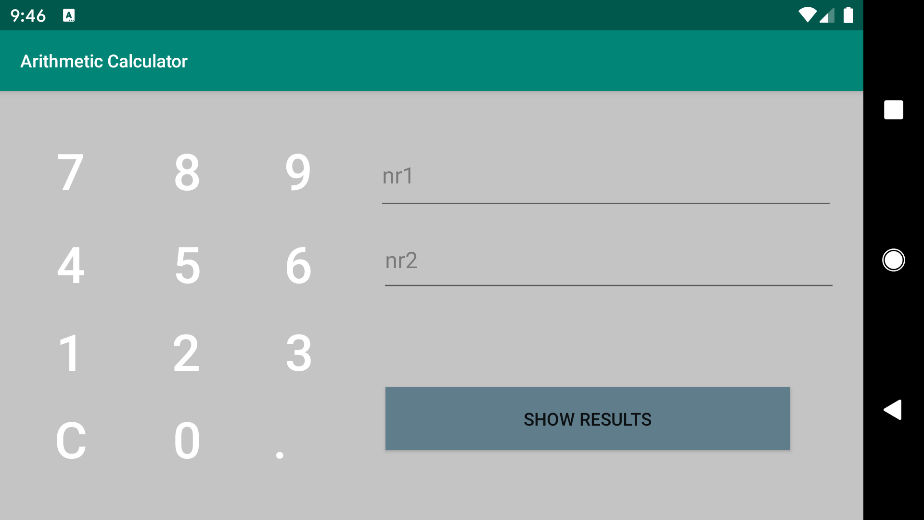 9:46 A
Arithmetic Calculator
7 8 9 nr1
4 5 6 nr2
1 2 3
SHOW RESULTS
C 0 .